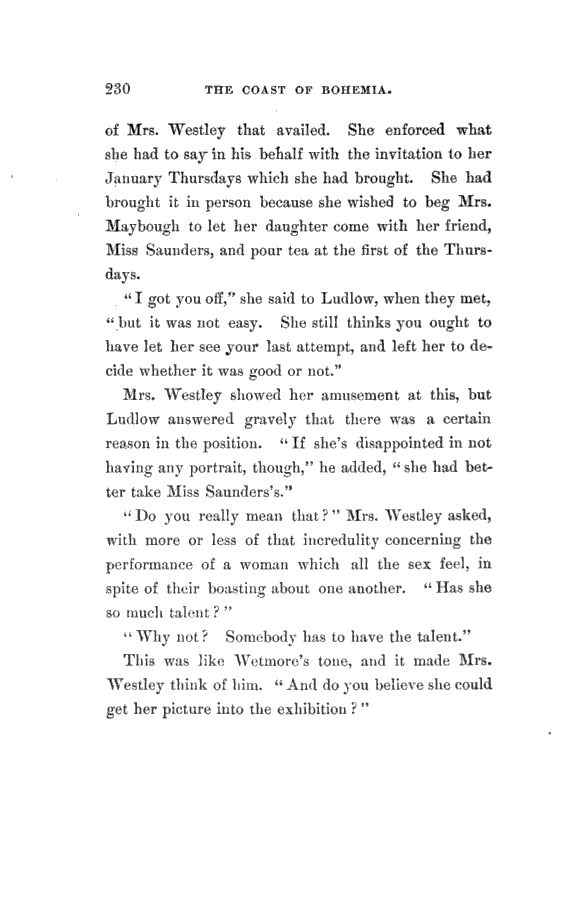 230 THE COAST OF BOHEMIA.
of Mrs. Westley that availed. She enforced what
she had to say in his behalf with the invitation to her
January Thursdays which she had brought. She had
brought it in person because she wished to beg Mrs.
Maybough to let her daughter come with her friend,
Miss Saunders, and pour tea at the first of the Thurs-
days.
“I got you off,” she said to Ludlow, when they met,
“but it was not easy. She still thinks you ought to
have let her see your last attempt, and left her to de-
cide whether it was good or not.”
Mrs. Westley showed her amusement at this, but
Ludlow answered gravely that there was a certain
reason in the position. “If she's disappointed in not
having any portrait, though,” he added, “she had bet-
ter take Miss Saunders's.”
“Do you really mean that?” Mrs. Westley asked,
with more or less of that incredulity concerning the
performance of a woman which all the sex feel, in
spite of their boasting about one another. “Has she
so much talent?”
“Why not? Somebody has to have the talent.”
This was like Wetmore's tone, and it made Mrs.
Westley think of him. “And do you believe she could
get her picture into the exhibition?”